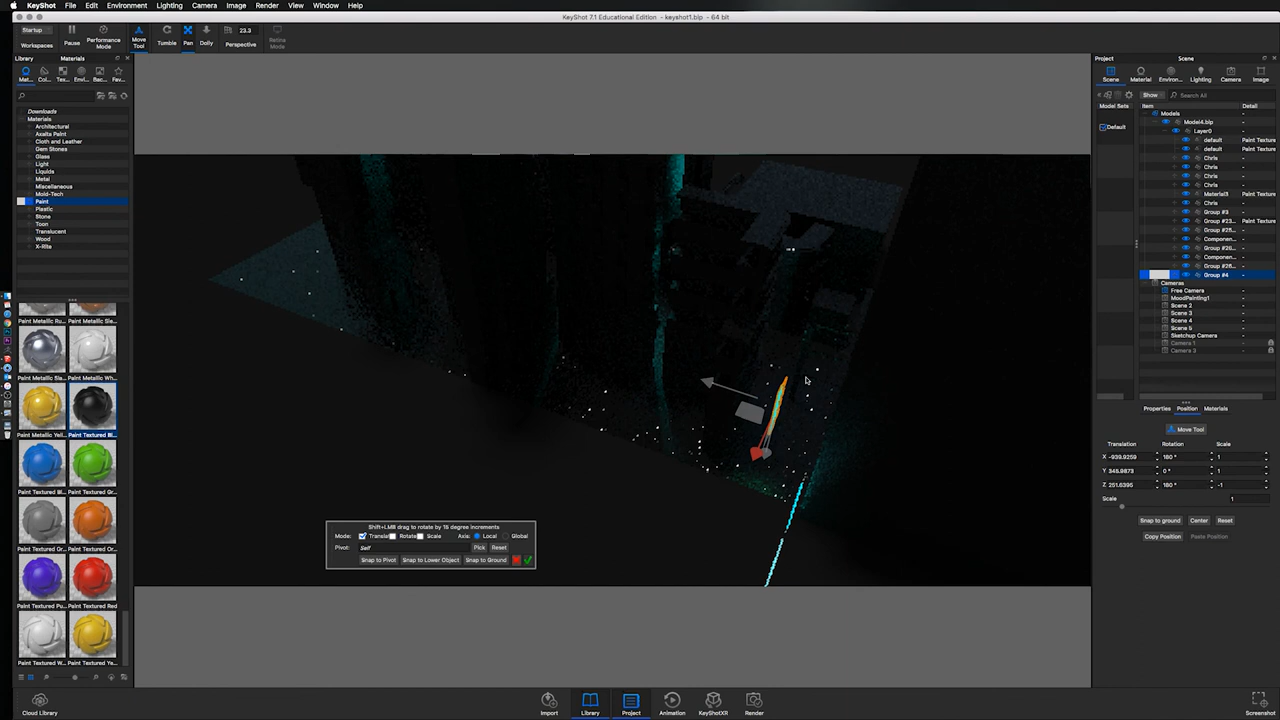 KeyShot File Edit Environment Lighting Camera Image Render View Window Help
KeyShot 7.1 Educational Edition - keyshot1.bip - 64 bit
Startup
Workspaces
Pause
Performance Mode
Move Tool
Tumble
Pan
Dolly
23.3
Perspective
Retina Mode
Library
Materials
Mat...
Col...
Tex...
Envi...
Bac...
Fav...
Downloads
Materials
Architectural
Axalta Paint
Cloth and Leather
Gem Stones
Glass
Light
Liquids
Metal
Miscellaneous
Mold-Tech
Paint
Plastic
Stone
Toon
Translucent
Wood
X-Rite
Paint Metallic Ru...
Paint Metallic Sie...
Paint Metallic Sla...
Paint Metallic Wh...
Paint Metallic Yel...
Paint Textured Bl...
Paint Textured Bl...
Paint Textured Gr...
Paint Textured Gr...
Paint Textured Or...
Paint Textured Pu...
Paint Textured Red
Paint Textured W...
Paint Textured Ye...
Cloud Library
Shift+LMB drag to rotate by 15 degree increments
Mode: Translat Rotate Scale Axis: Local Global
Pivot: Self Pick Reset
Snap to Pivot Snap to Lower Object Snap to Ground
Import
Library
Project
Animation
KeyShotXR
Render
Screenshot
Project
Scene
Scene
Material
Environ...
Lighting
Camera
Image
Show
Search All
Model Sets
Item
Detail
Default
Models
Model4.bip
Layer0
default Paint Texture
default Paint Texture
Chris
Chris
Chris
Chris
Material3 Paint Texture
Chris
Group #3
Group #23... Paint Texture
Group #25...
Componen...
Group #20...
Componen...
Group #26...
Group #4
Cameras
Free Camera
MoodPainting1
Scene 2
Scene 3
Scene 4
Scene 5
Sketchup Camera
Camera 1
Camera 3
Properties Position Materials
Move Tool
Translation Rotation Scale
X -939.9259 180 ° 1
Y 345.9873 0 ° 1
Z 251.6395 180 ° -1
Scale 1
Snap to ground Center Reset
Copy Position Paste Position